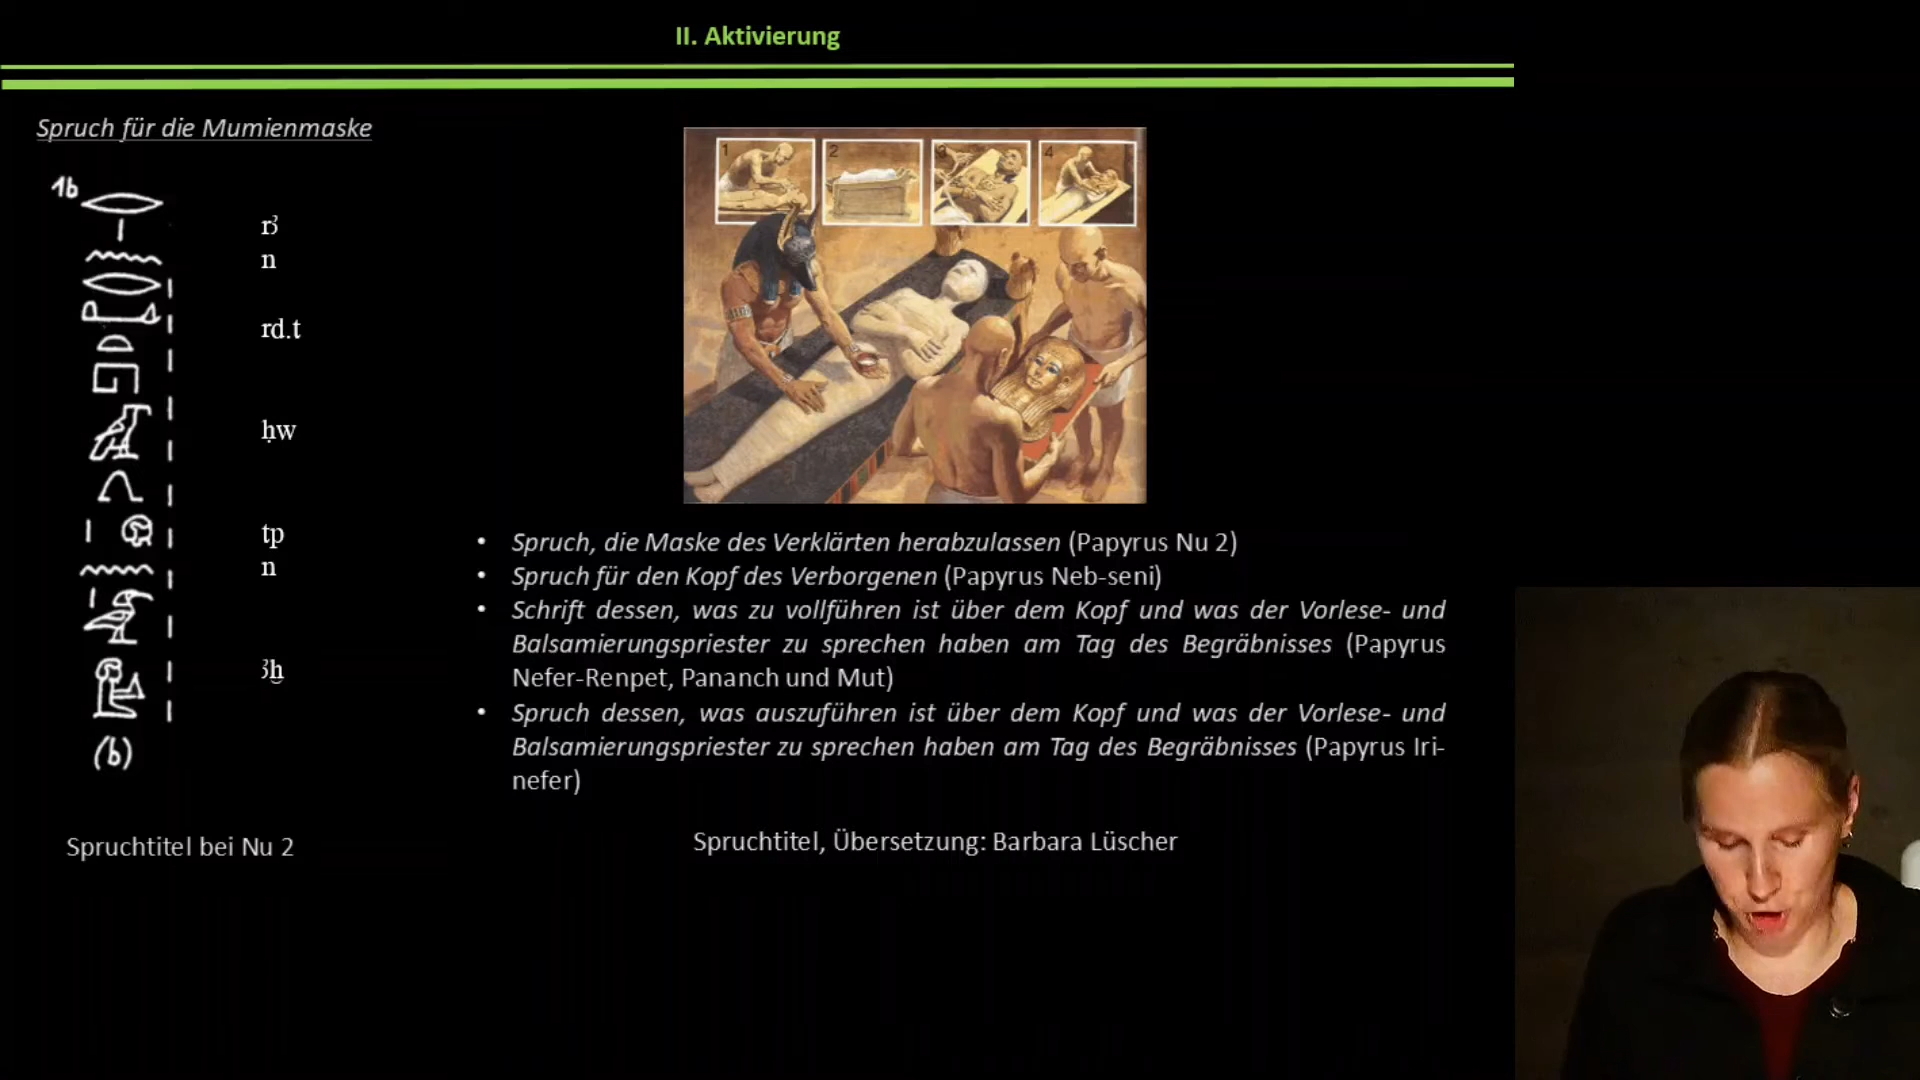 II. Aktivierung
Spruch für die Mumienmaske
1b
rꜣ
n
rd.t
ḥw
tp
n
ꜣḫ
(b)
Spruchtitel bei Nu 2
1
2
4
• Spruch, die Maske des Verklärten herabzulassen (Papyrus Nu 2)
• Spruch für den Kopf des Verborgenen (Papyrus Neb-seni)
• Schrift dessen, was zu vollführen ist über dem Kopf und was der Vorlese- und
Balsamierungspriester zu sprechen haben am Tag des Begräbnisses (Papyrus
Nefer-Renpet, Pananch und Mut)
• Spruch dessen, was auszuführen ist über dem Kopf und was der Vorlese- und
Balsamierungspriester zu sprechen haben am Tag des Begräbnisses (Papyrus Iri-
nefer)
Spruchtitel, Übersetzung: Barbara Lüscher